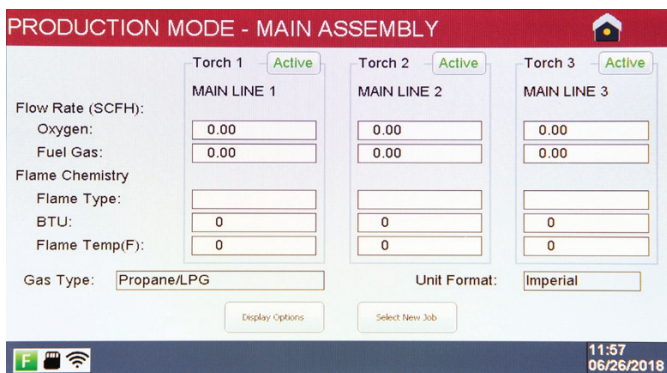 PRODUCTION MODE - MAIN ASSEMBLY
Torch 1 Active Torch 2 Active Torch 3 Active
MAIN LINE 1 MAIN LINE 2 MAIN LINE 3
Flow Rate (SCFH):
Oxygen: 0.00 0.00 0.00
Fuel Gas: 0.00 0.00 0.00
Flame Chemistry
Flame Type:
BTU: 0 0 0
Flame Temp(F): 0 0 0
Gas Type: Propane/LPG Unit Format: Imperial
Display Options Select New Job
F 11:57
06/26/2018